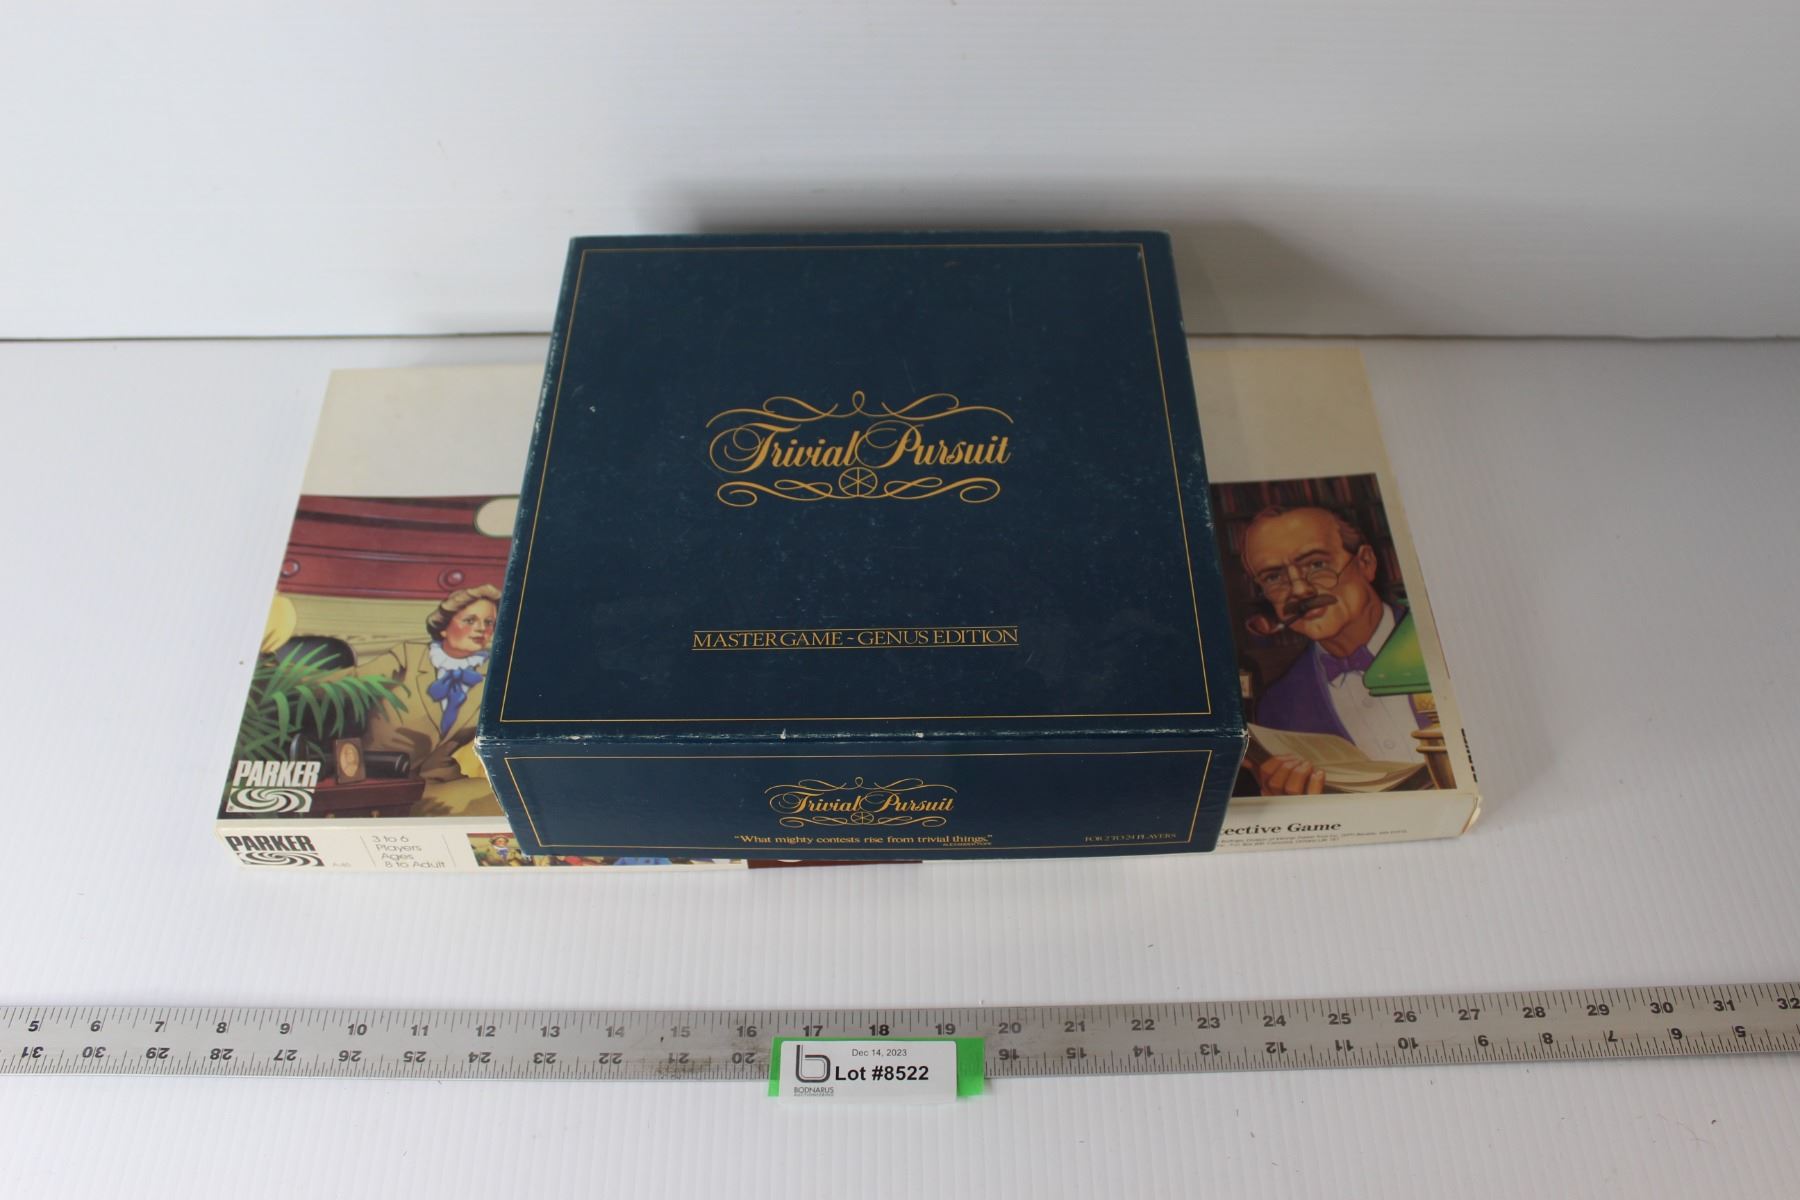 Trivial Pursuit
MASTER GAME ~ GENUS EDITION
Trivial Pursuit
"What mighty contests rise from trivial things."
ALEXANDER POPE
FOR 2 TO 24 PLAYERS
PARKER
PARKER
A-40
3 to 6
Players
Ages
8 to Adult
ective Game
5 6 7 8 9 10 11 12 13 14 15 16 17 18 19 20 21 22 23 24 25 26 27 28 29 30 31 32
31 30 29 28 27 26 25 24 23 22 21 20 16 15 14 13 12 11 10 9 8 7 6 5
Dec 14, 2023
Lot #8522
BODNARUS
AUCTIONEERING